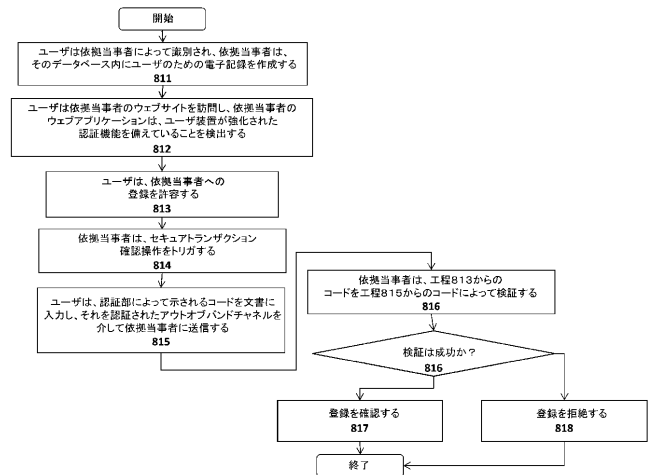 開始
ユーザは依拠当事者によって識別され、依拠当事者は、
そのデータベース内にユーザのための電子記録を作成する
811
ユーザは依拠当事者のウェブサイトを訪問し、依拠当事者の
ウェブアプリケーションは、ユーザ装置が強化された
認証機能を備えていることを検出する
812
ユーザは、依拠当事者への
登録を許容する
813
依拠当事者は、セキュアトランザクション
確認操作をトリガする
814
ユーザは、認証部によって示されるコードを文書に
入力し、それを認証されたアウトオブバンドチャネルを
介して依拠当事者に送信する
815
依拠当事者は、工程813からの
コードを工程815からのコードによって検証する
816
検証は成功か?
816
登録を確認する
817
登録を拒絶する
818
終了